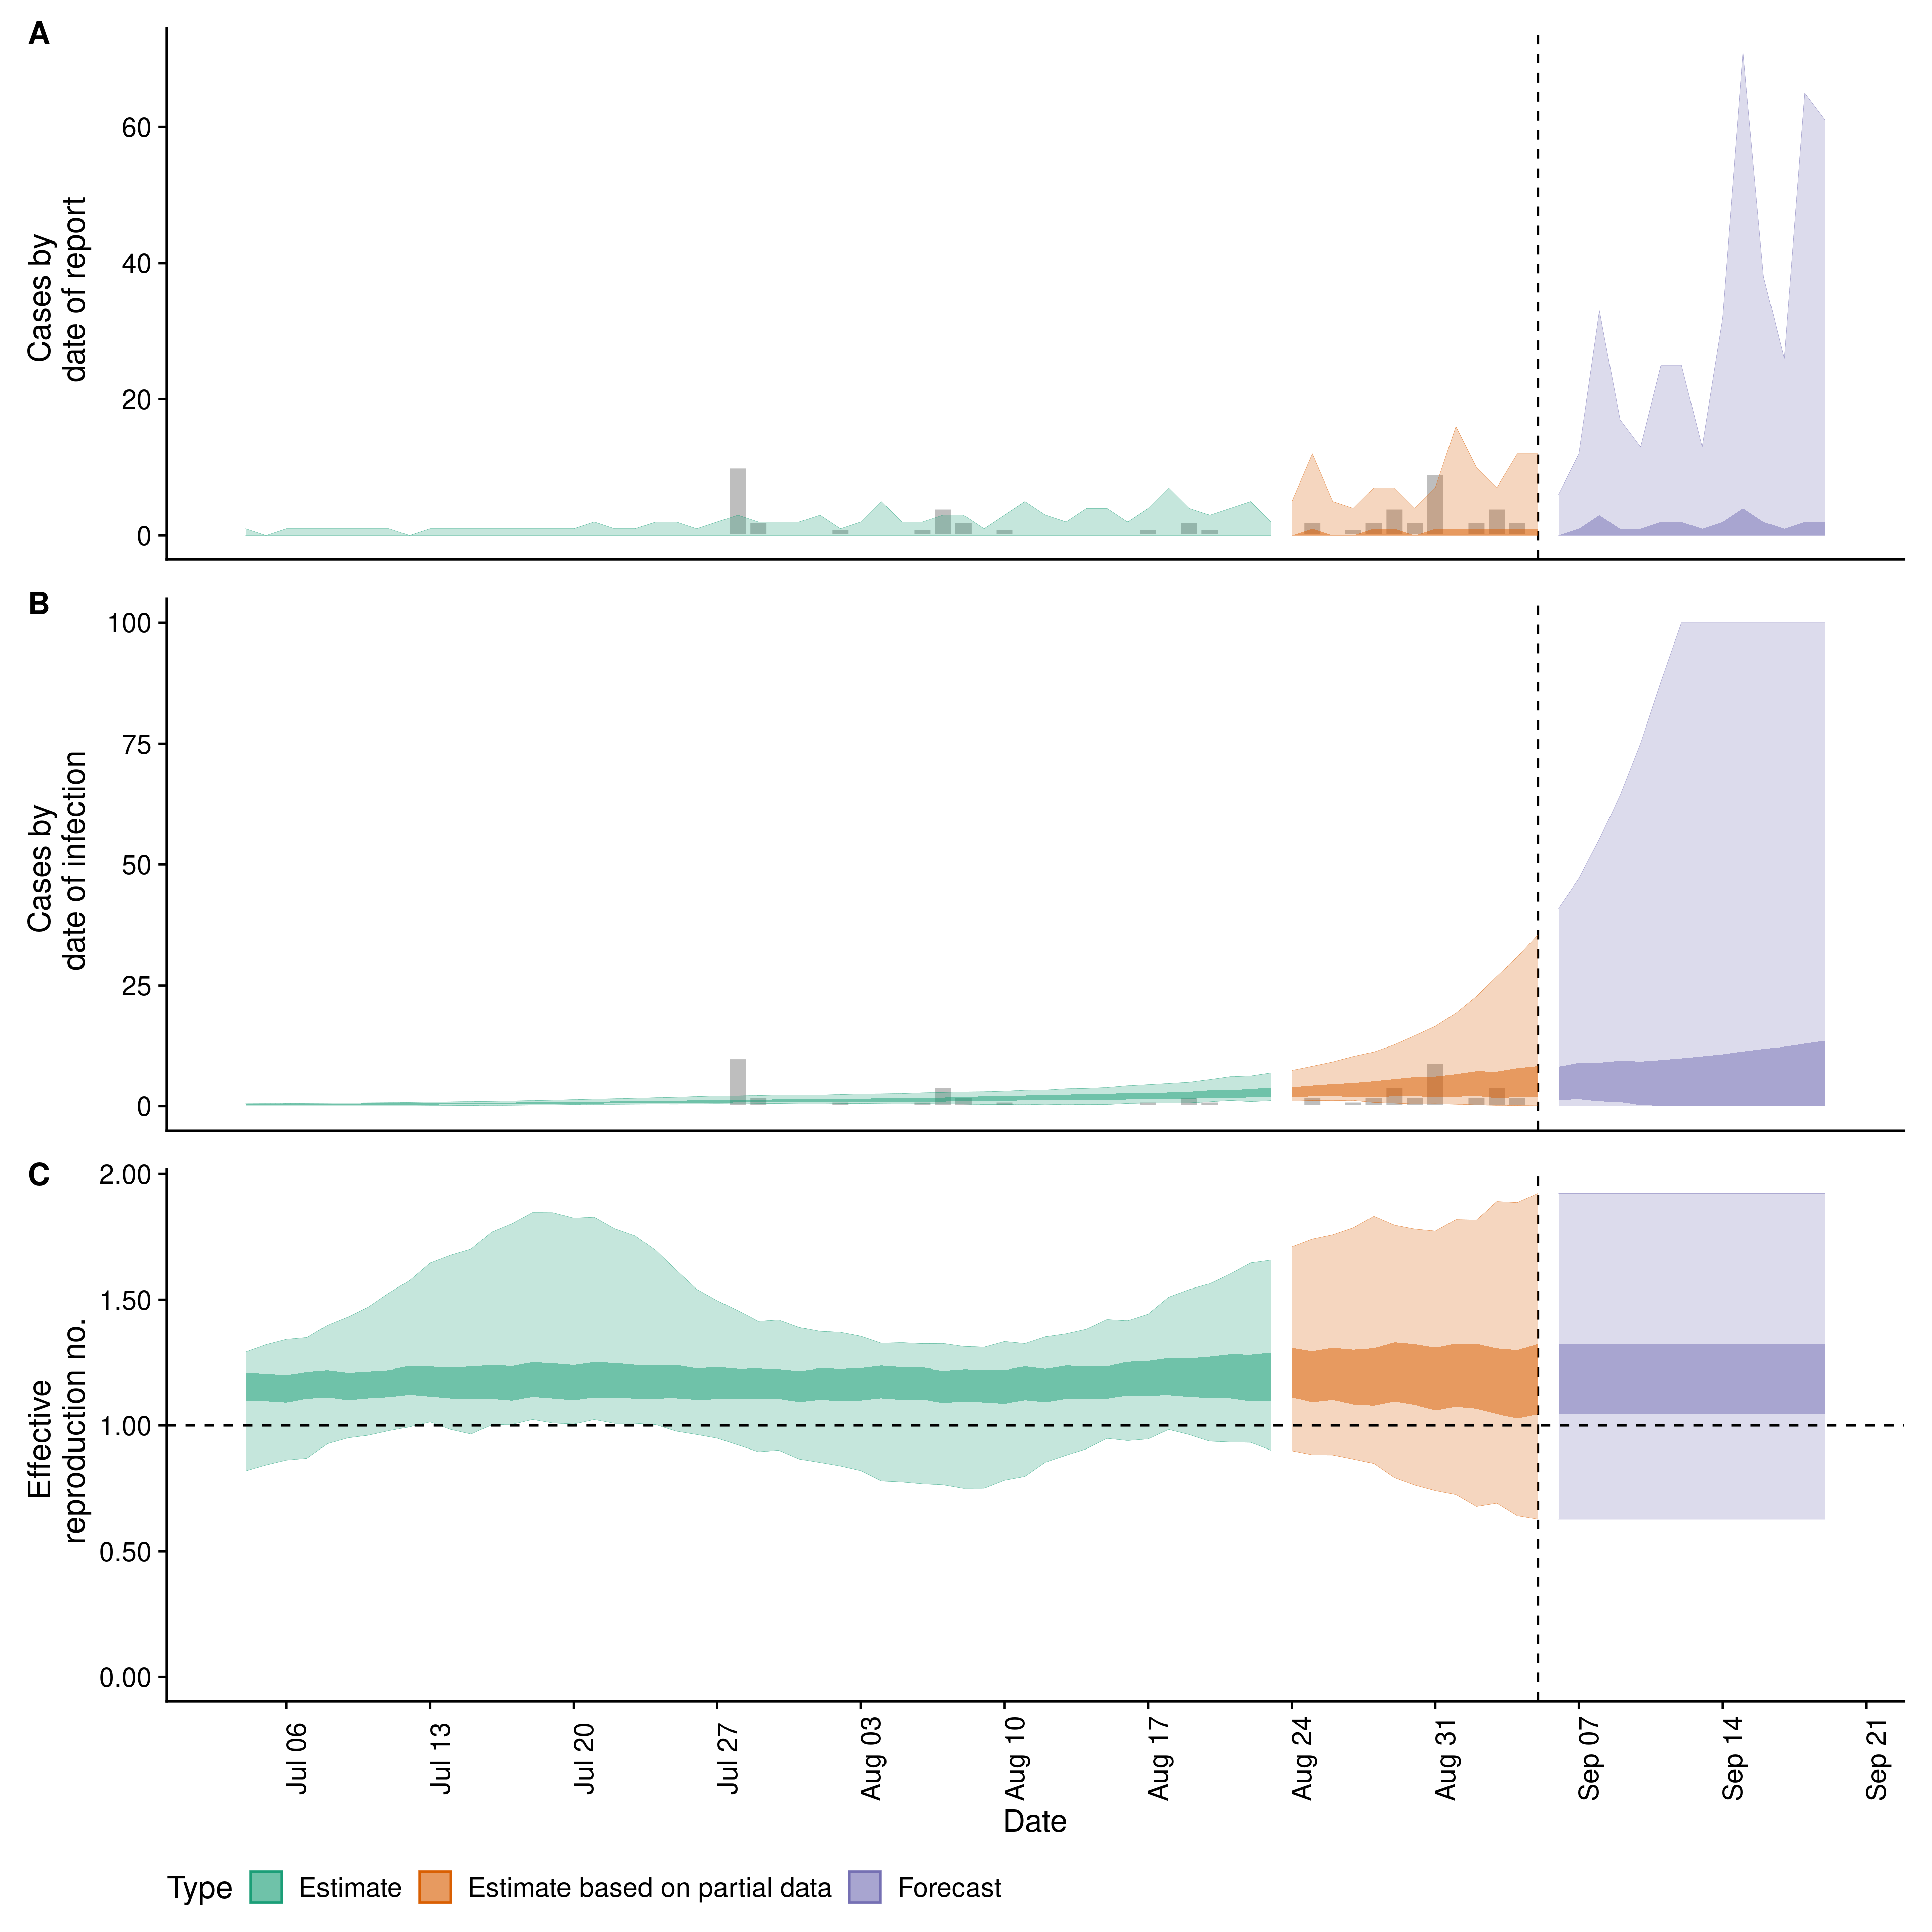 A
Cases by
date of report
60
40
20
0
B
Cases by
date of infection
100
75
50
25
0
C
Effective
reproduction no.
2.00
1.50
1.00
0.50
0.00
Jul 06
Jul 13
Jul 20
Jul 27
Aug 03
Aug 10
Aug 17
Aug 24
Aug 31
Sep 07
Sep 14
Sep 21
Date
Type Estimate Estimate based on partial data Forecast